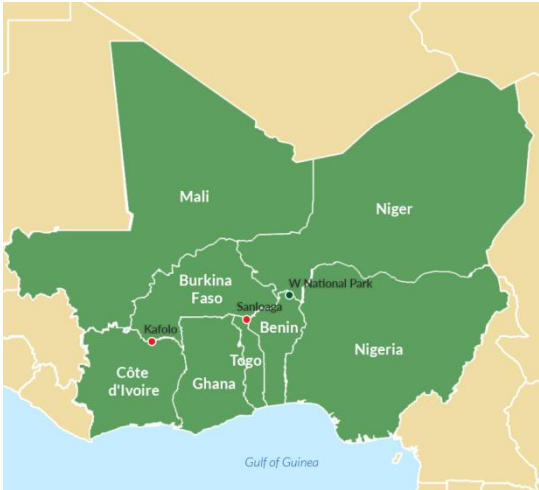 Mali
Niger
W National Park
Burkina
Faso
Sanloaga
Benin
Kafolo
Nigeria
Togo
Côte
d'Ivoire
Ghana
Gulf of Guinea